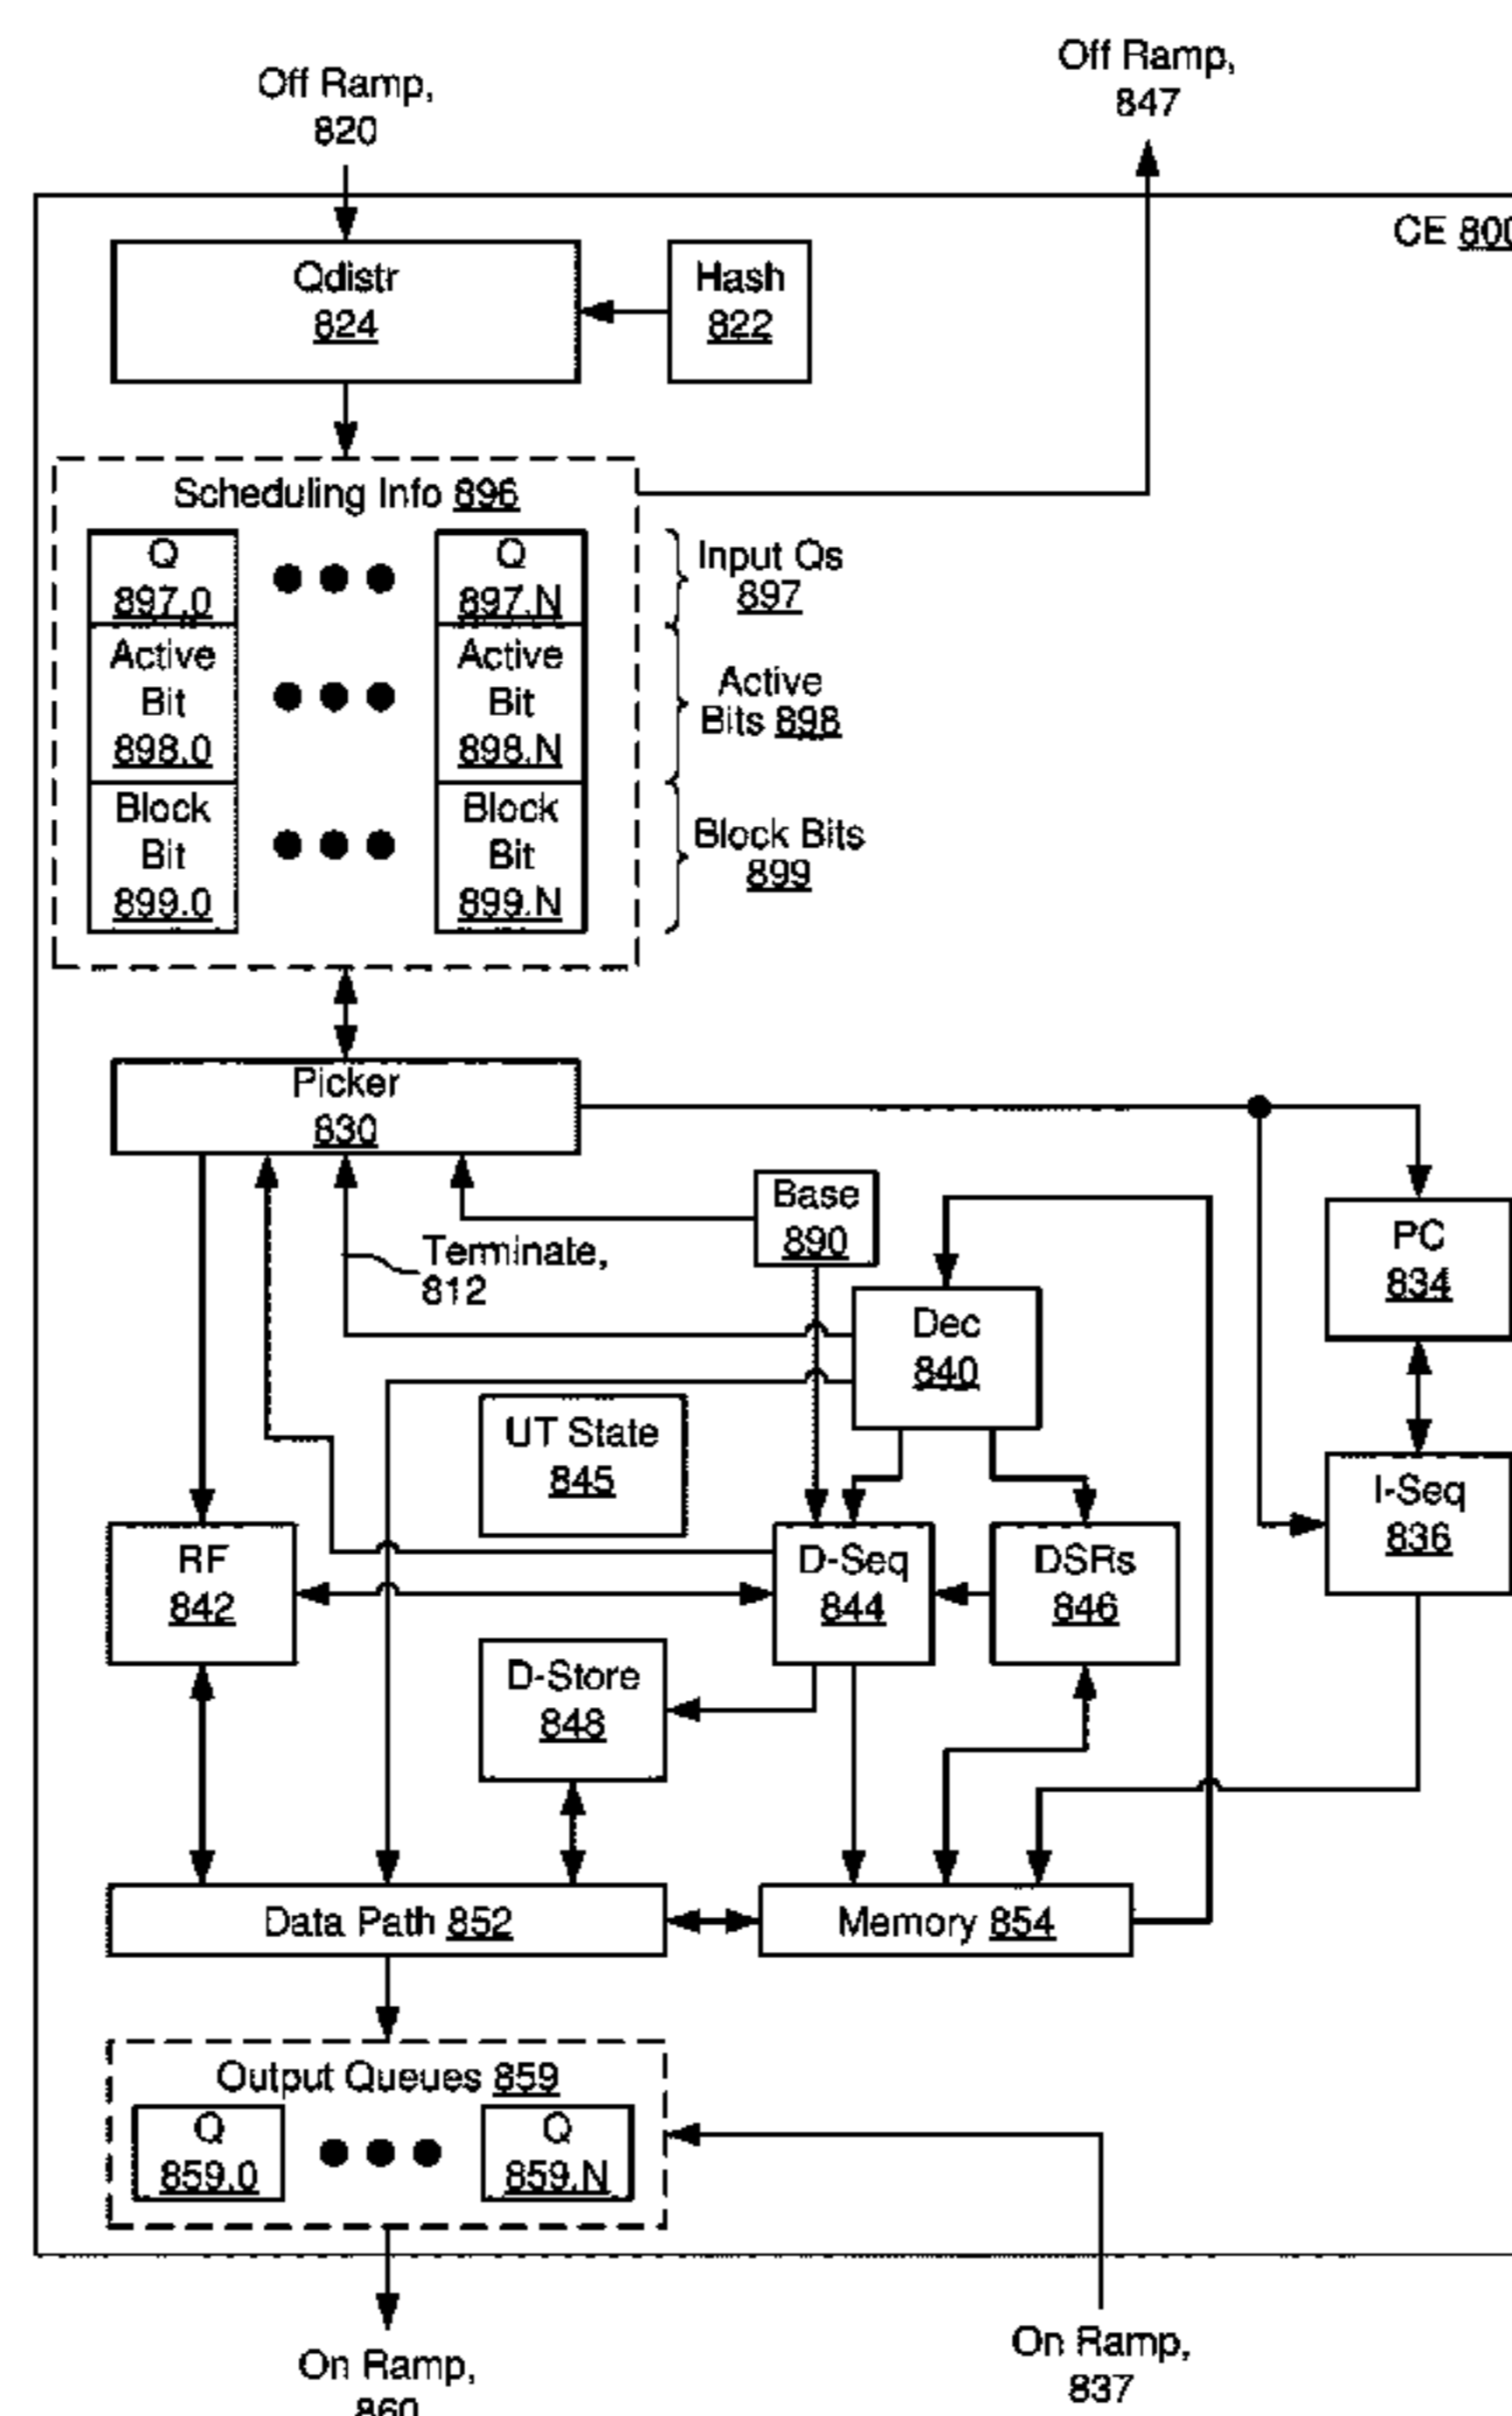 Off Ramp,
820
Off Ramp,
847
CE 800
Qdistr
824
Hash
822
Scheduling Info 896
Q
897.0
Q
897.N
Input Qs
897
Active
Bit
898.0
Active
Bit
898.N
Active
Bits 898
Block
Bit
899.0
Block
Bit
899.N
Block Bits
899
Picker
830
Base
890
Terminate,
812
PC
834
Dec
840
UT State
845
I-Seq
836
RF
842
D-Seq
844
DSRs
846
D-Store
848
Data Path 852
Memory 854
Output Queues 859
Q
859.0
Q
859.N
On Ramp,
860
On Ramp,
837